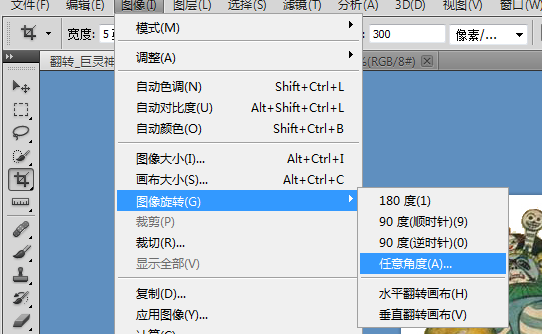 文件(F) 编辑(E) 图像(I) 图层(L) 选择(S) 滤镜(T) 分析(A) 3D(D) 视图(V) 窗口(W)
宽度: 5 300 像素/...
翻转_巨灵神 %(RGB/8#)
模式(M)
调整(A)
自动色调(N) Shift+Ctrl+L
自动对比度(U) Alt+Shift+Ctrl+L
自动颜色(O) Shift+Ctrl+B
图像大小(I)... Alt+Ctrl+I
画布大小(S)... Alt+Ctrl+C
图像旋转(G)
裁剪(P)
裁切(R)...
显示全部(V)
复制(D)...
应用图像(Y)...
180 度(1)
90 度(顺时针)(9)
90 度(逆时针)(0)
任意角度(A)...
水平翻转画布(H)
垂直翻转画布(V)